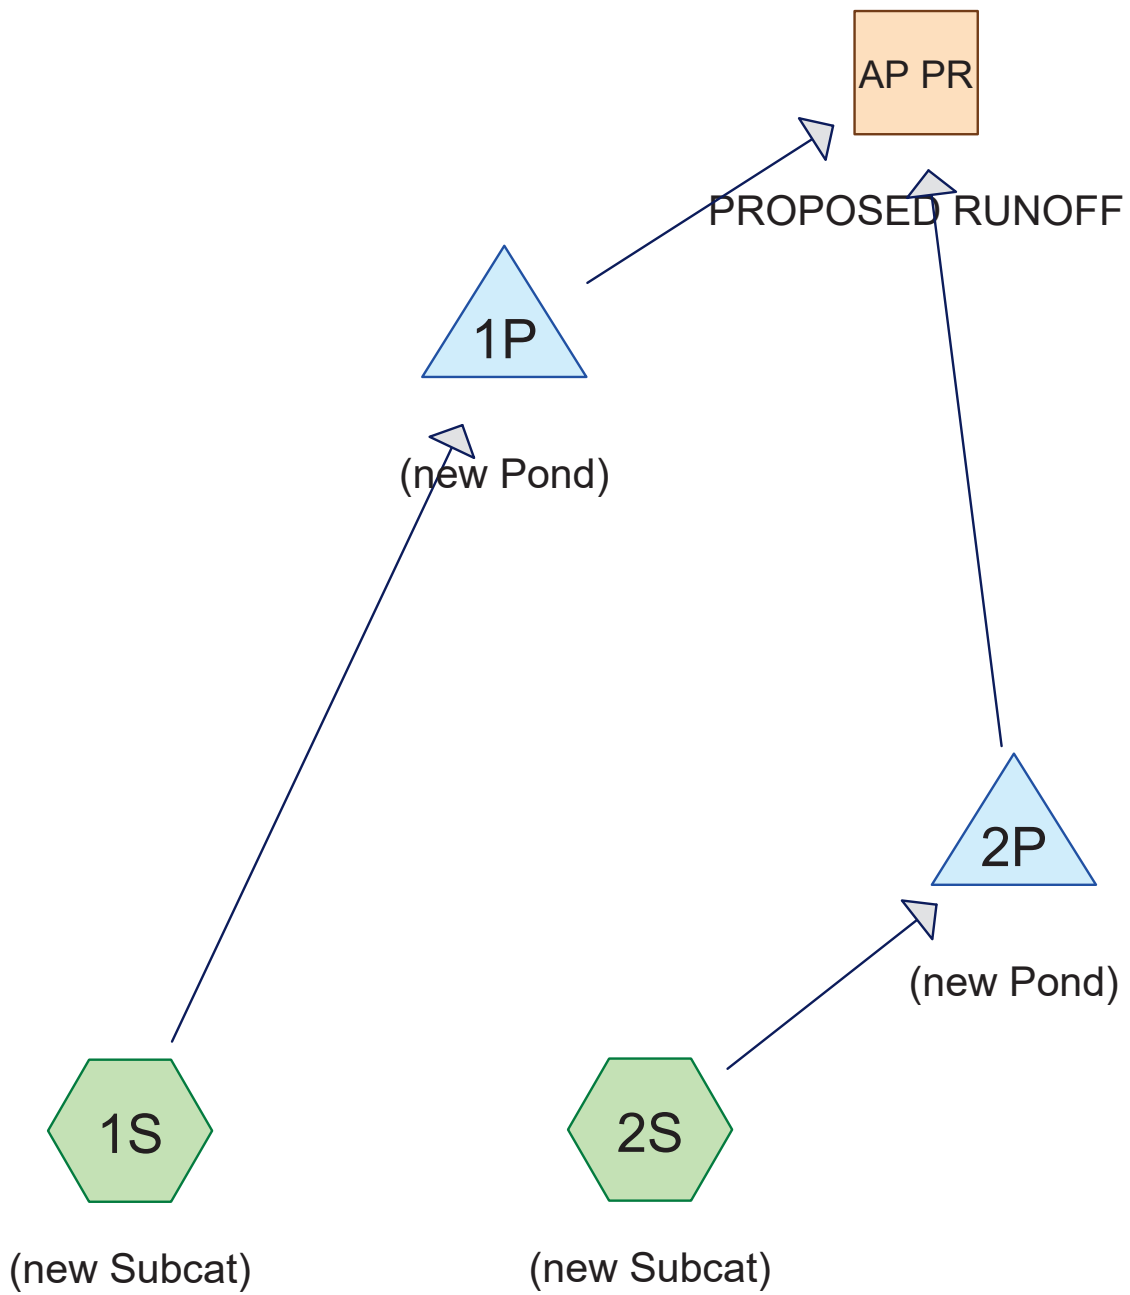 AP PR
PROPOSED RUNOFF
1P
(new Pond)
2P
(new Pond)
1S
(new Subcat)
2S
(new Subcat)